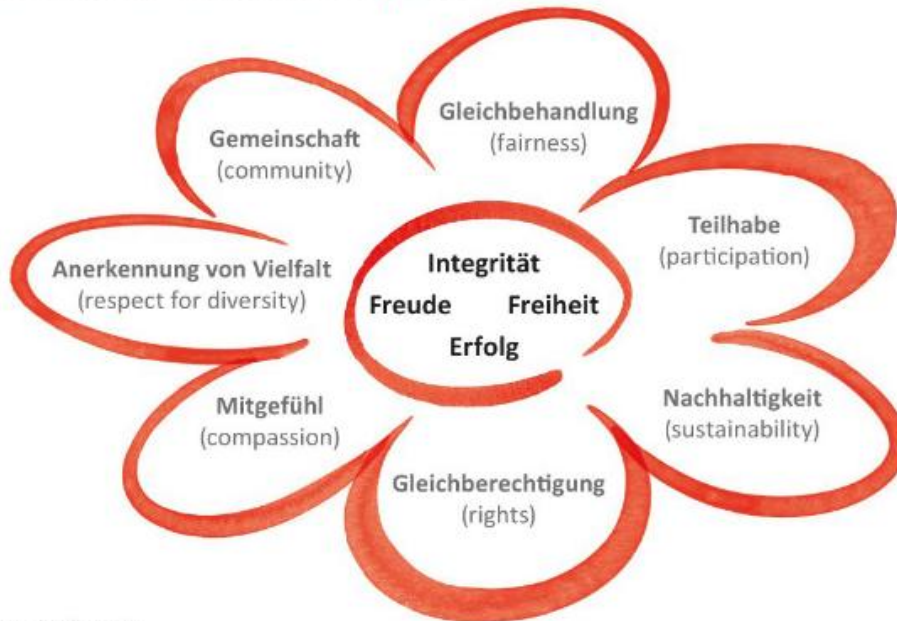 Gleichbehandlung
(fairness)
Gemeinschaft
(community)
Teilhabe
(participation)
Anerkennung von Vielfalt
(respect for diversity)
Integrität
Freude Freiheit
Erfolg
Mitgefühl
(compassion)
Nachhaltigkeit
(sustainability)
Gleichberechtigung
(rights)